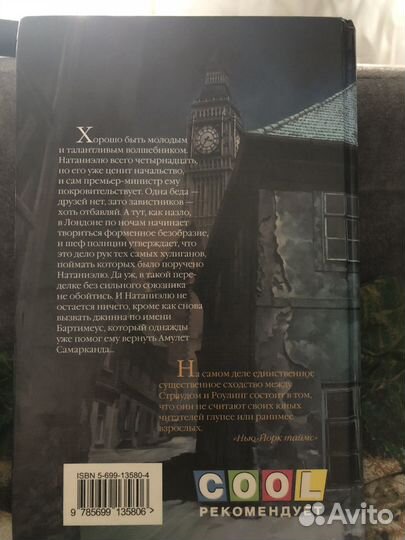 Хорошо быть молодым
и талантливым волшебником.
Натаниэлю всего четырнадцать,
но его уже ценит начальство,
и сам премьер-министр ему
покровительствует. Одна беда —
друзей нет, зато завистников —
хоть отбавляй. А тут, как назло,
в Лондоне по ночам начинает
твориться форменное безобразие,
и шеф полиции утверждает, что
это дело рук тех самых хулиганов,
поймать которых было поручено
Натаниэлю. Да уж, в такой пере-
делке без сильного союзника
не обойтись. И Натаниэлю не
остается ничего, кроме как снова
вызвать джинна по имени
Бартимеус, который однажды
уже помог ему вернуть Амулет
Самарканда...
На самом деле единственное
существенное сходство между
Страудом и Роулинг состоит в том,
что они не считают своих юных
читателей глупее или ранимее
взрослых.
«Нью-Йорк таймс»
ISBN 5-699-13580-4
9 785699 135806 >
COOL
РЕКОМЕНДУЕТ
Avito